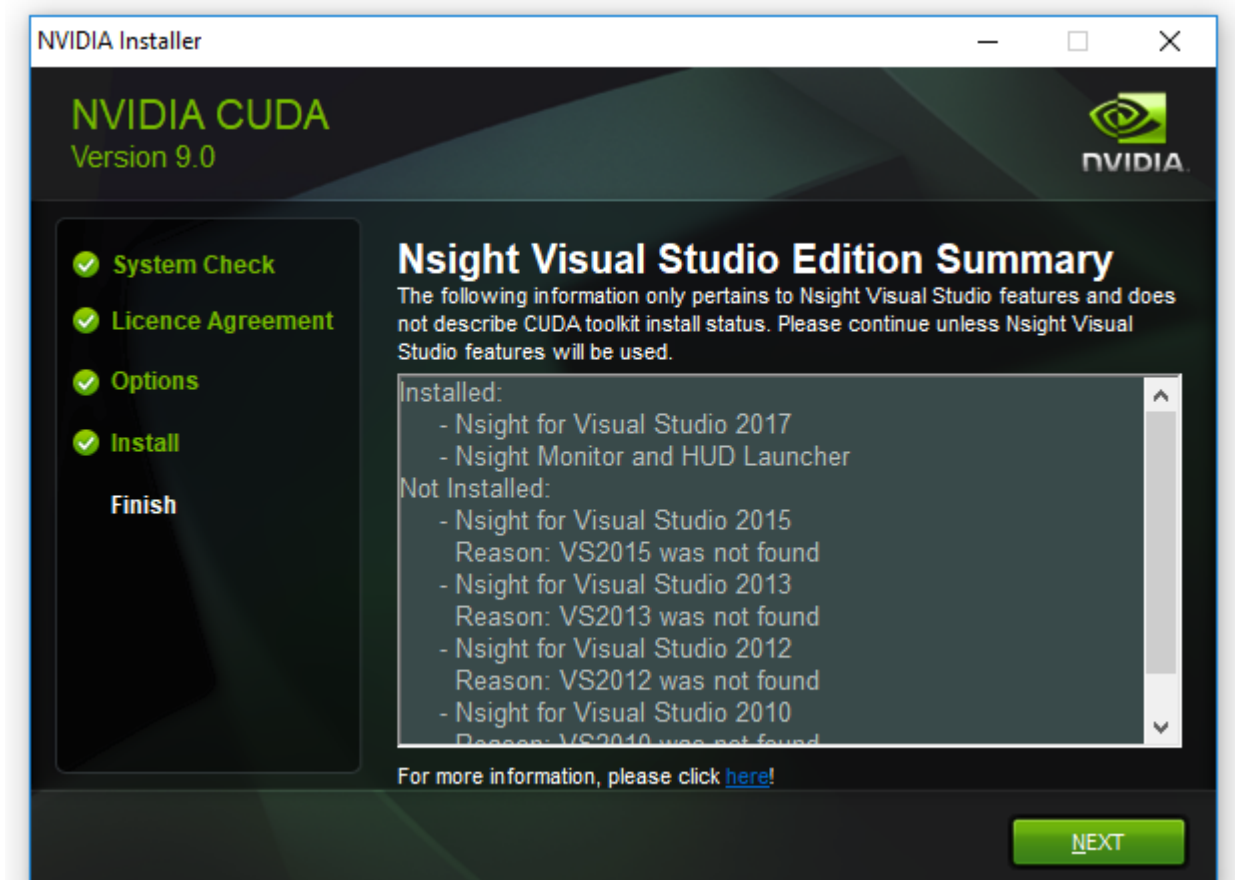 NVIDIA Installer
NVIDIA CUDA
Version 9.0
NVIDIA.
System Check
Licence Agreement
Options
Install
Finish
Nsight Visual Studio Edition Summary
The following information only pertains to Nsight Visual Studio features and does
not describe CUDA toolkit install status. Please continue unless Nsight Visual
Studio features will be used.
Installed:
- Nsight for Visual Studio 2017
- Nsight Monitor and HUD Launcher
Not Installed:
- Nsight for Visual Studio 2015
Reason: VS2015 was not found
- Nsight for Visual Studio 2013
Reason: VS2013 was not found
- Nsight for Visual Studio 2012
Reason: VS2012 was not found
- Nsight for Visual Studio 2010
Reason: VS2010 was not found
For more information, please click here!
NEXT